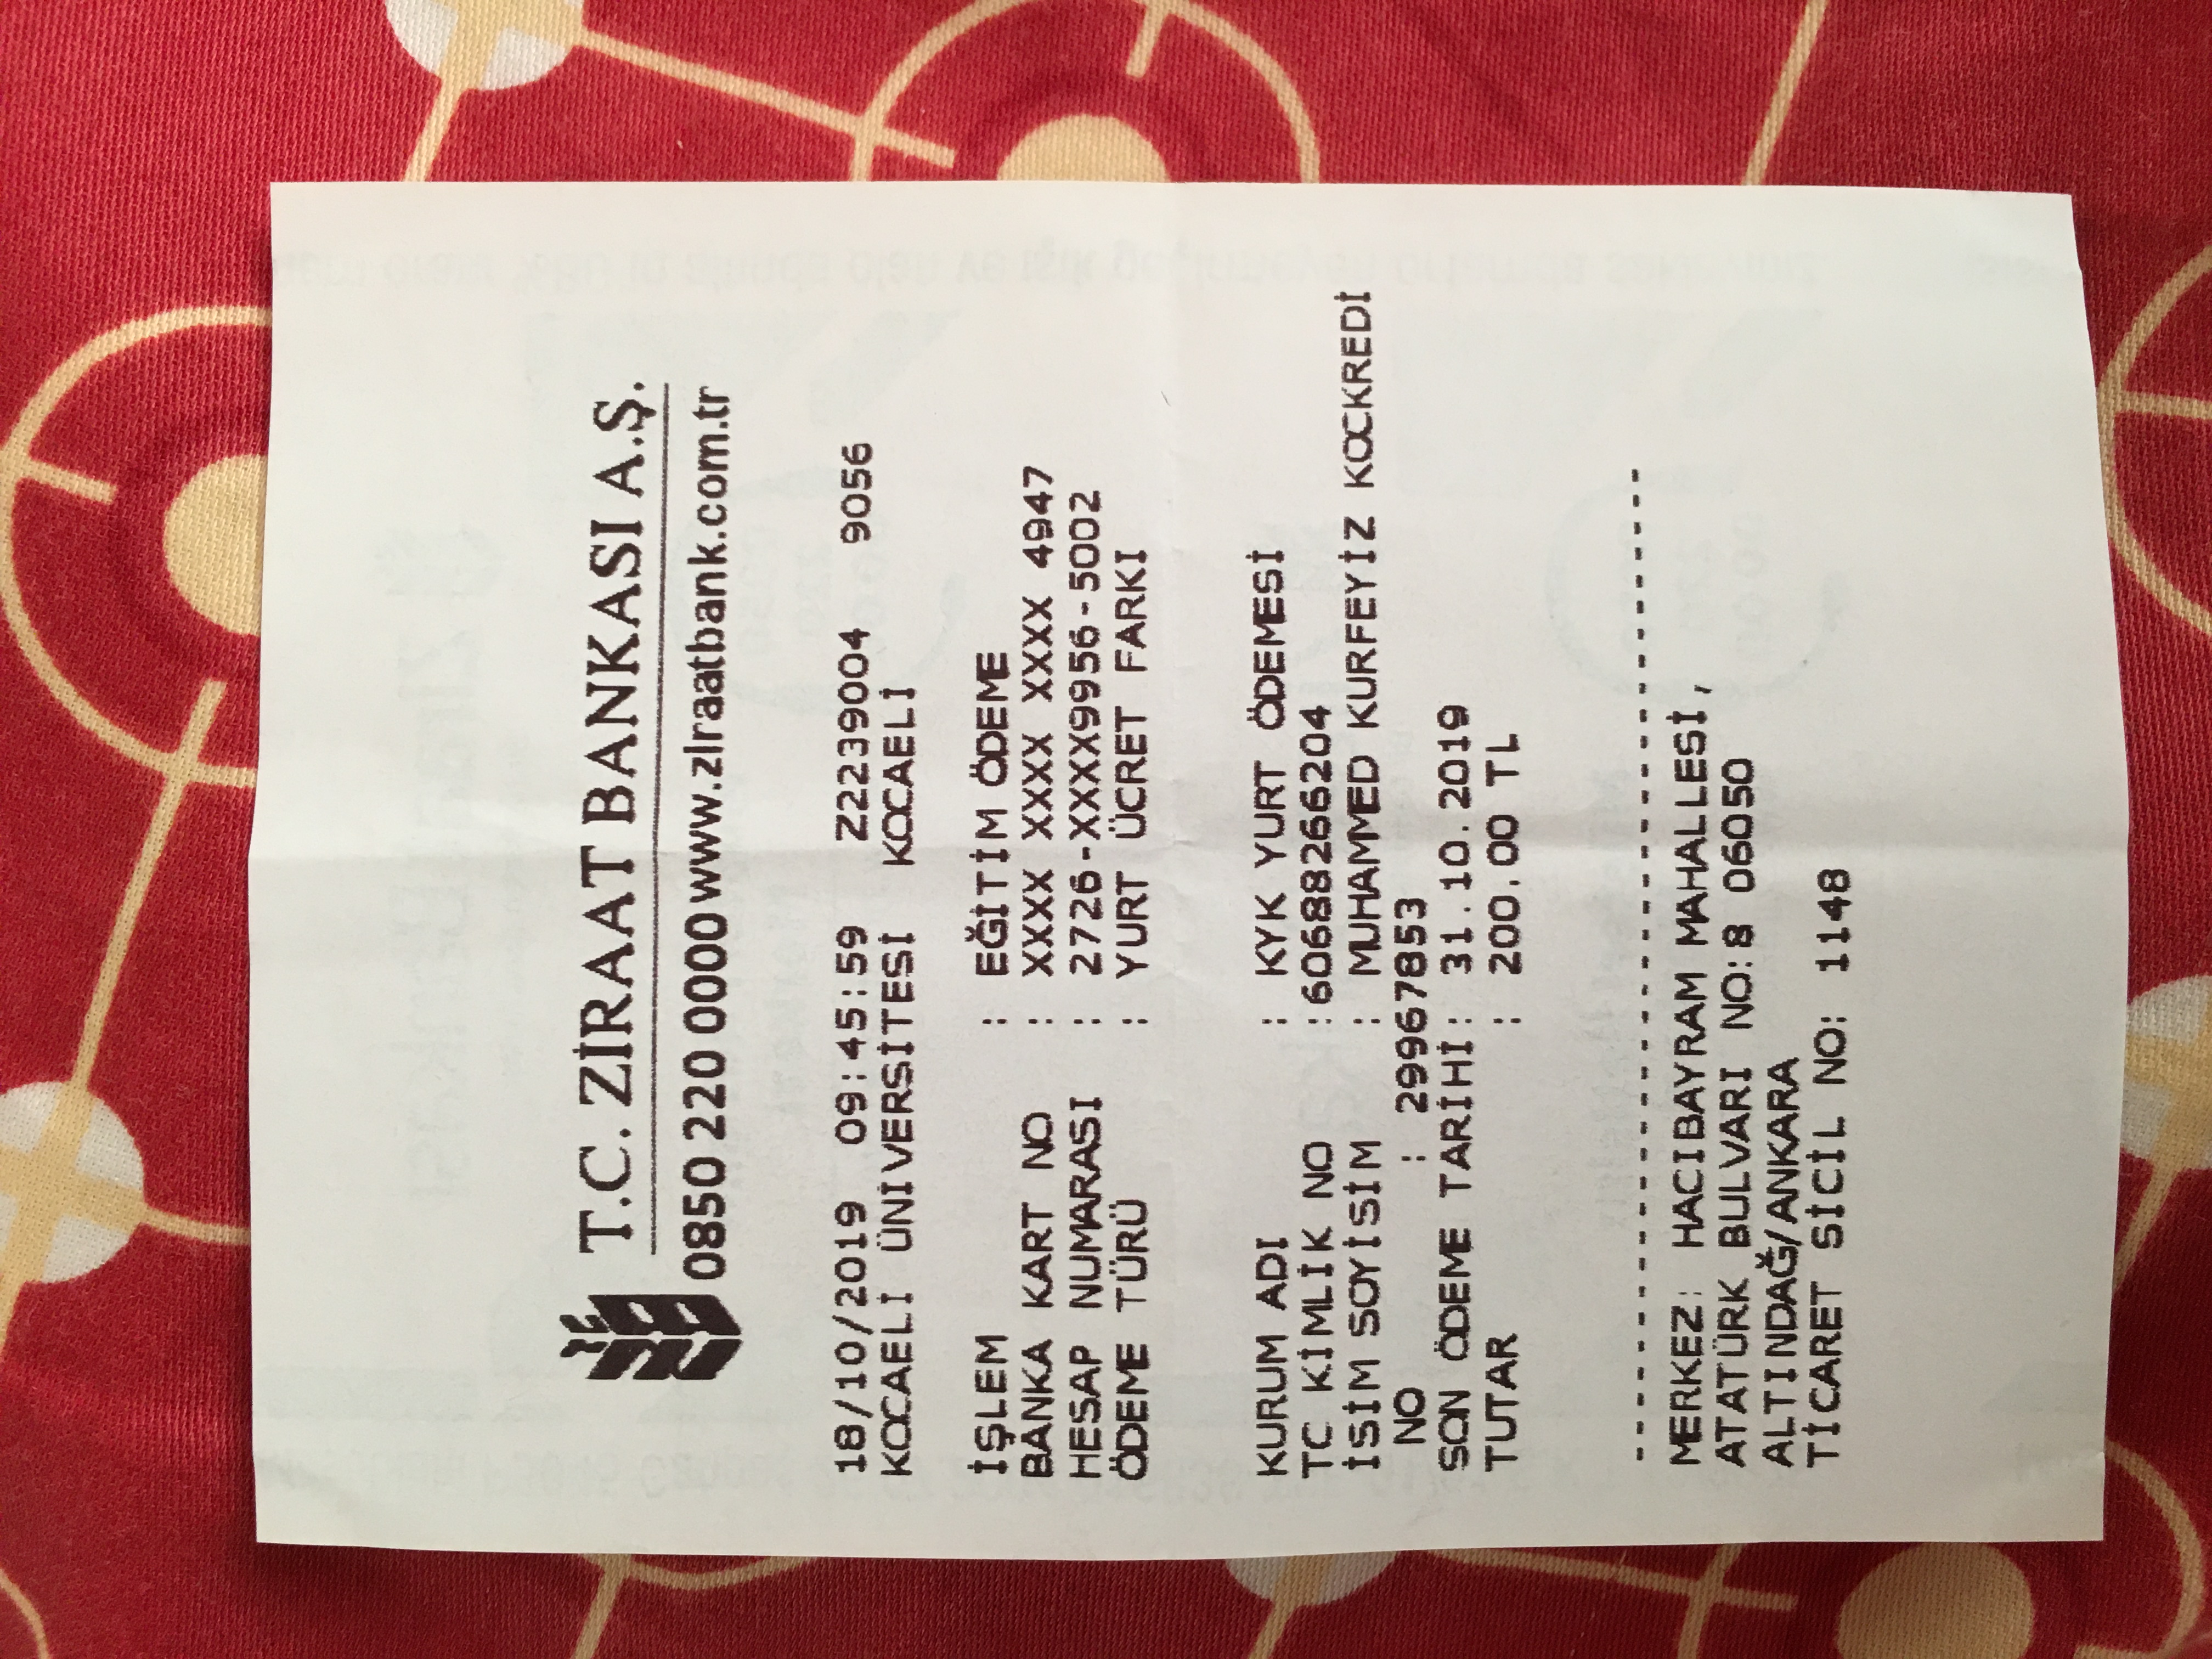 T.C. ZİRAAT BANKASI A.Ş.
0850 220 0000 www.ziraatbank.com.tr
18/10/2019 09:45:59 Z2239004 9056
KOCAELİ ÜNİVERSİTESİ KOCAELİ
İŞLEM : EĞİTİM ÖDEME
BANKA KART NO : XXXX XXXX XXXX 4947
HESAP NUMARASI : 2726-XXXX9956-5002
ÖDEME TÜRÜ : YURT ÜCRET FARKI
KURUM ADI : KYK YURT ÖDEMESİ
TC KİMLİK NO :60688266204
İSİM SOYİSİM : MUHAMMED KURFEYİZ KOCKREDİ
NO : 29967853
SON ÖDEME TARİHİ: 31.10.2019
TUTAR : 200.00 TL
----------------------------------------
MERKEZ: HACIBAYRAM MAHALLESİ,
ATATÜRK BULVARI NO:8 06050
ALTINDAĞ/ANKARA
TİCARET SİCİL NO: 1148